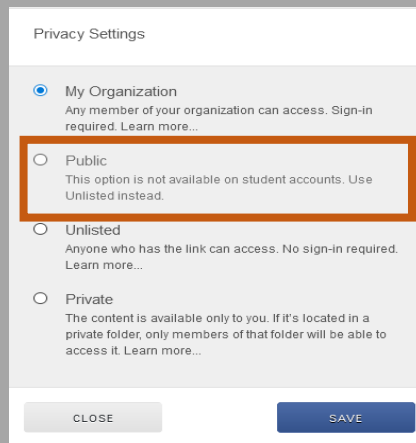 Privacy Settings
My Organization
Any member of your organization can access. Sign-in
required. Learn more...
Public
This option is not available on student accounts. Use
Unlisted instead.
Unlisted
Anyone who has the link can access. No sign-in required.
Learn more...
Private
The content is available only to you. If it's located in a
private folder, only members of that folder will be able to
access it. Learn more...
CLOSE
SAVE